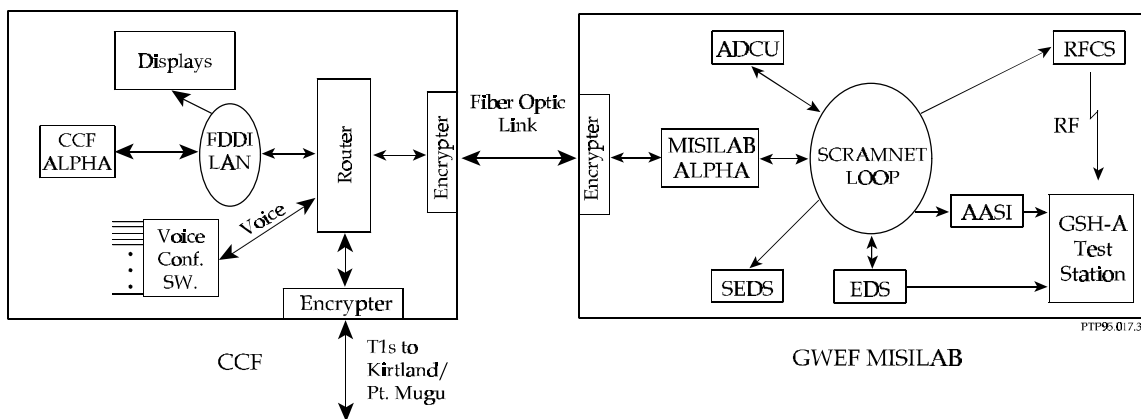 Displays
CCF
ALPHA
FDDI
LAN
Router
Voice
Voice
Conf.
SW.
Encrypter
Encrypter
T1s to
Kirtland/
Pt. Mugu
CCF
Fiber Optic
Link
Encrypter
MISILAB
ALPHA
ADCU
SCRAMNET
LOOP
RFCS
RF
AASI
GSH-A
Test
Station
SEDS
EDS
PTP96.017.3
GWEF MISILAB